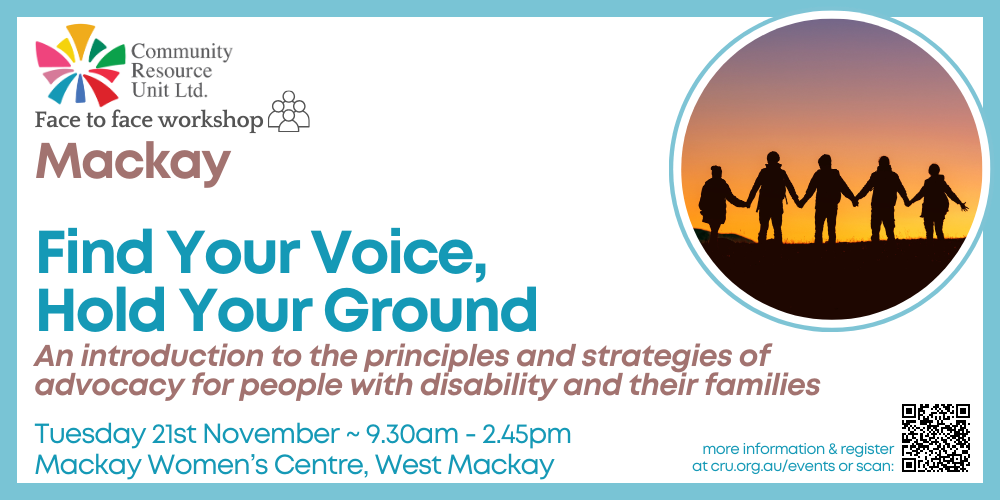 Community
Resource
Unit Ltd.
Face to face workshop
Mackay
Find Your Voice,
Hold Your Ground
An introduction to the principles and strategies of
advocacy for people with disability and their families
Tuesday 21st November ~ 9.30am - 2.45pm
Mackay Women's Centre, West Mackay
more information & register
at cru.org.au/events or scan: